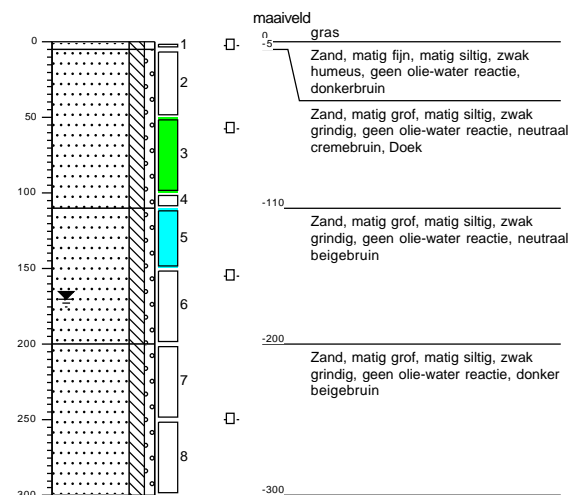 maaiveld
0
1
0
gras
-5
Zand, matig fijn, matig siltig, zwak
humeus, geen olie-water reactie,
donkerbruin
2
50
Zand, matig grof, matig siltig, zwak
grindig, geen olie-water reactie, neutraal
cremebruin, Doek
3
100
4
-110
Zand, matig grof, matig siltig, zwak
grindig, geen olie-water reactie, neutraal
beigebruin
5
150
6
200
-200
Zand, matig grof, matig siltig, zwak
grindig, geen olie-water reactie, donker
beigebruin
7
250
8
300
-300